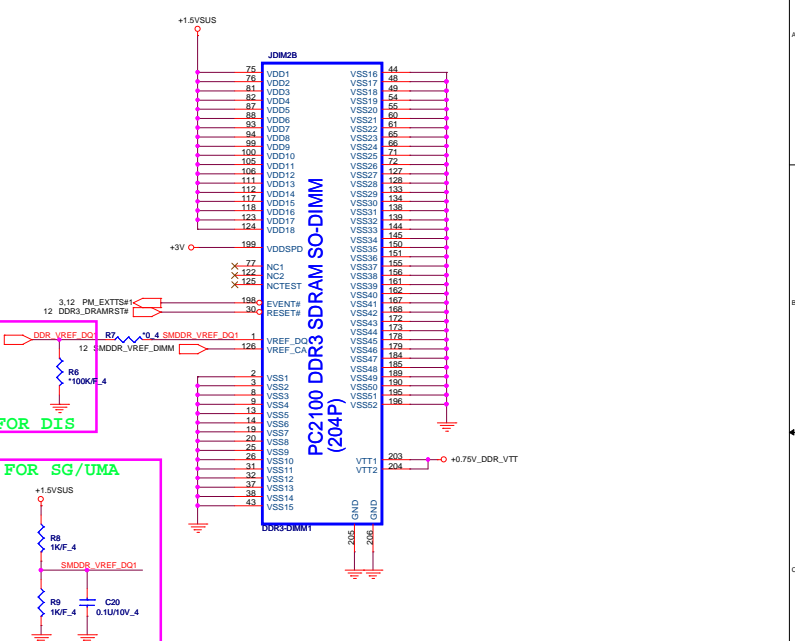 +1.5VSUS
JDIM2B
75 VDD1 VSS16 44
76 VDD2 VSS17 48
81 VDD3 VSS18 49
82 VDD4 VSS19 54
87 VDD5 VSS20 55
88 VDD6 VSS21 60
93 VDD7 VSS22 61
94 VDD8 VSS23 65
99 VDD9 VSS24 66
100 VDD10 VSS25 71
105 VDD11 VSS26 72
106 VDD12 VSS27 127
111 VDD13 VSS28 128
112 VDD14 VSS29 133
117 VDD15 VSS30 134
118 VDD16 VSS31 138
123 VDD17 VSS32 139
124 VDD18 VSS33 144
VSS34 145
+3V 199 VDDSPD VSS35 150
VSS36 151
77 NC1 VSS37 155
122 NC2 VSS38 156
125 NCTEST VSS39 161
VSS40 162
3,12 PM_EXTTS#1 198 EVENT# VSS41 167
12 DDR3_DRAMRST# 30 RESET# VSS42 168
VSS43 172
VSS44 173
DDR_VREF_DQ1 R7 *0_4 SMDDR_VREF_DQ1 1 VREF_DQ VSS45 178
12 SMDDR_VREF_DIMM 126 VREF_CA VSS46 179
VSS47 184
VSS48 185
R6 VSS49 189
*100K/F_4 VSS50 190
VSS51 195
VSS52 196
2 VSS1
3 VSS2
8 VSS3
9 VSS4
13 VSS5
14 VSS6
19 VSS7
20 VSS8
25 VSS9
26 VSS10
31 VSS11
32 VSS12
37 VSS13
38 VSS14
43 VSS15
PC2100 DDR3 SDRAM SO-DIMM
(204P)
VTT1 203 +0.75V_DDR_VTT
VTT2 204
GND GND
205 206
DDR3-DIMM1
FOR DIS
FOR SG/UMA
+1.5VSUS
R8
1K/F_4
SMDDR_VREF_DQ1
R9 C20
1K/F_4 0.1U/10V_4
A
B
C